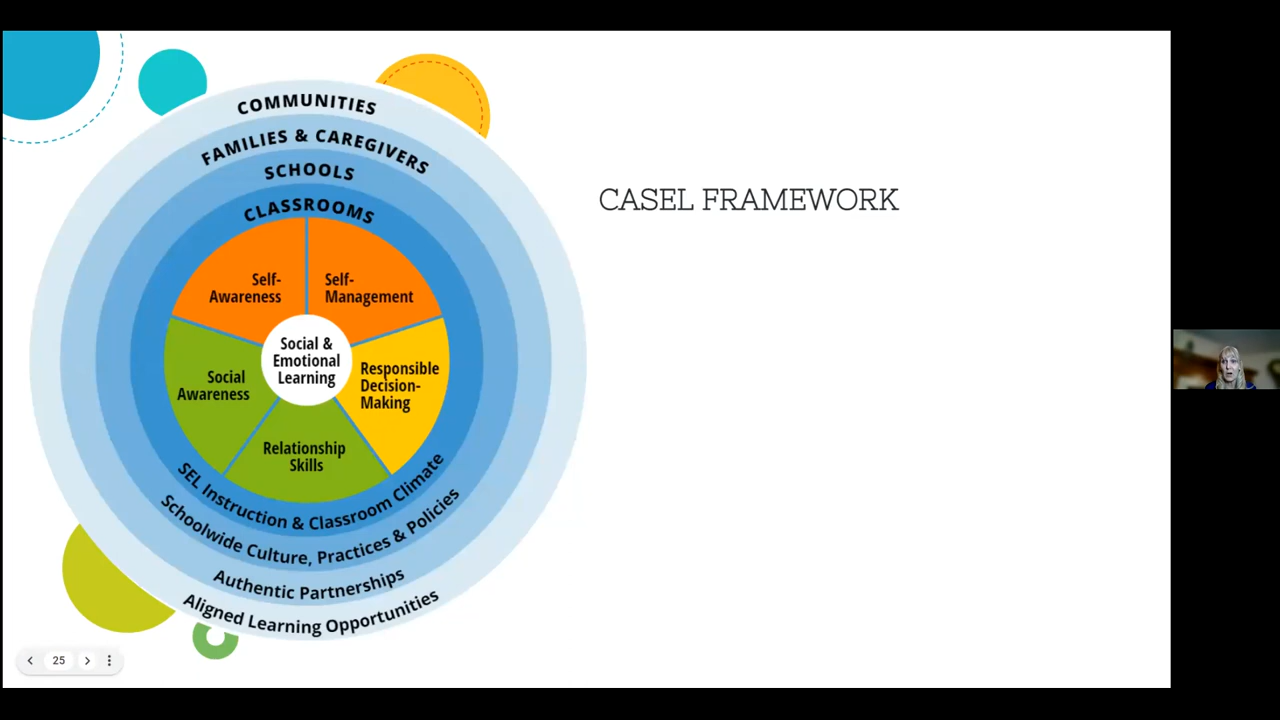 COMMUNITIES
FAMILIES & CAREGIVERS
SCHOOLS
CLASSROOMS
Self-
Awareness
Self-
Management
Social &
Emotional
Learning
Responsible
Decision-
Making
Social
Awareness
Relationship
Skills
SEL Instruction & Classroom Climate
Schoolwide Culture, Practices & Policies
Authentic Partnerships
Aligned Learning Opportunities
CASEL FRAMEWORK
25